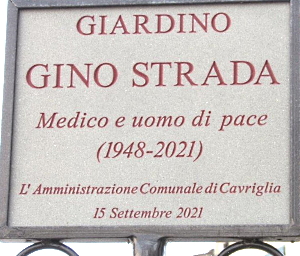 GIARDINO
GINO STRADA
Medico e uomo di pace
(1948-2021)
L'Amministrazione Comunale di Cavriglia
15 Settembre 2021